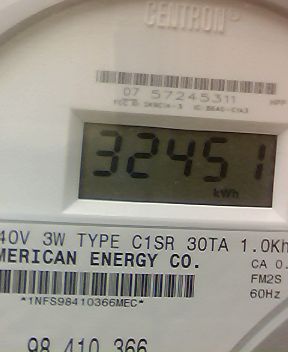 CENTRON®
07 57245311
32451
kWh
40V 3W TYPE C1SR 30TA 1.0Kh
MERICAN ENERGY CO.
CA 0.
FM2S
60Hz
*1NFS98410366MEC*
98 410 366